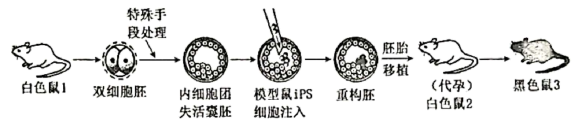 特殊手
段处理
白色鼠1
双细胞胚
内细胞团
失活囊胚
模型鼠iPS
细胞注入
重构胚
胚胎
移植
（代孕）
白色鼠2
黑色鼠3